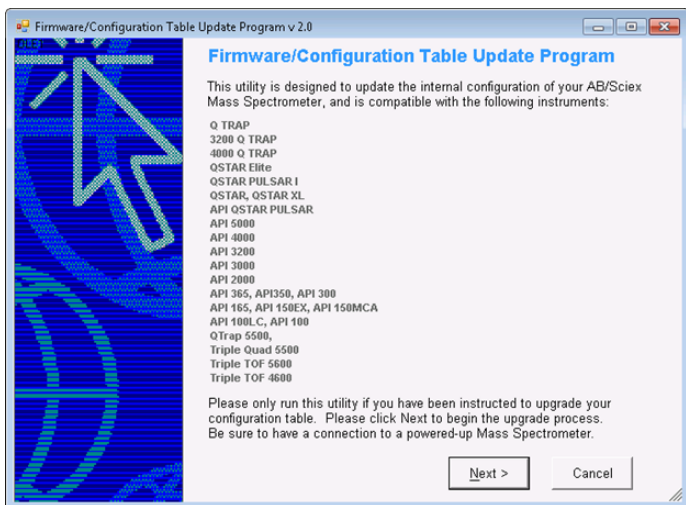 Firmware/Configuration Table Update Program v 2.0
Firmware/Configuration Table Update Program
This utility is designed to update the internal configuration of your AB/Sciex
Mass Spectrometer, and is compatible with the following instruments:
Q TRAP
3200 Q TRAP
4000 Q TRAP
QSTAR Elite
QSTAR PULSAR I
QSTAR, QSTAR XL
API QSTAR PULSAR
API 5000
API 4000
API 3200
API 3000
API 2000
API 365, API350, API 300
API 165, API 150EX, API 150MCA
API 100LC, API 100
QTrap 5500,
Triple Quad 5500
Triple TOF 5600
Triple TOF 4600
Please only run this utility if you have been instructed to upgrade your
configuration table. Please click Next to begin the upgrade process.
Be sure to have a connection to a powered-up Mass Spectrometer.
Next > Cancel